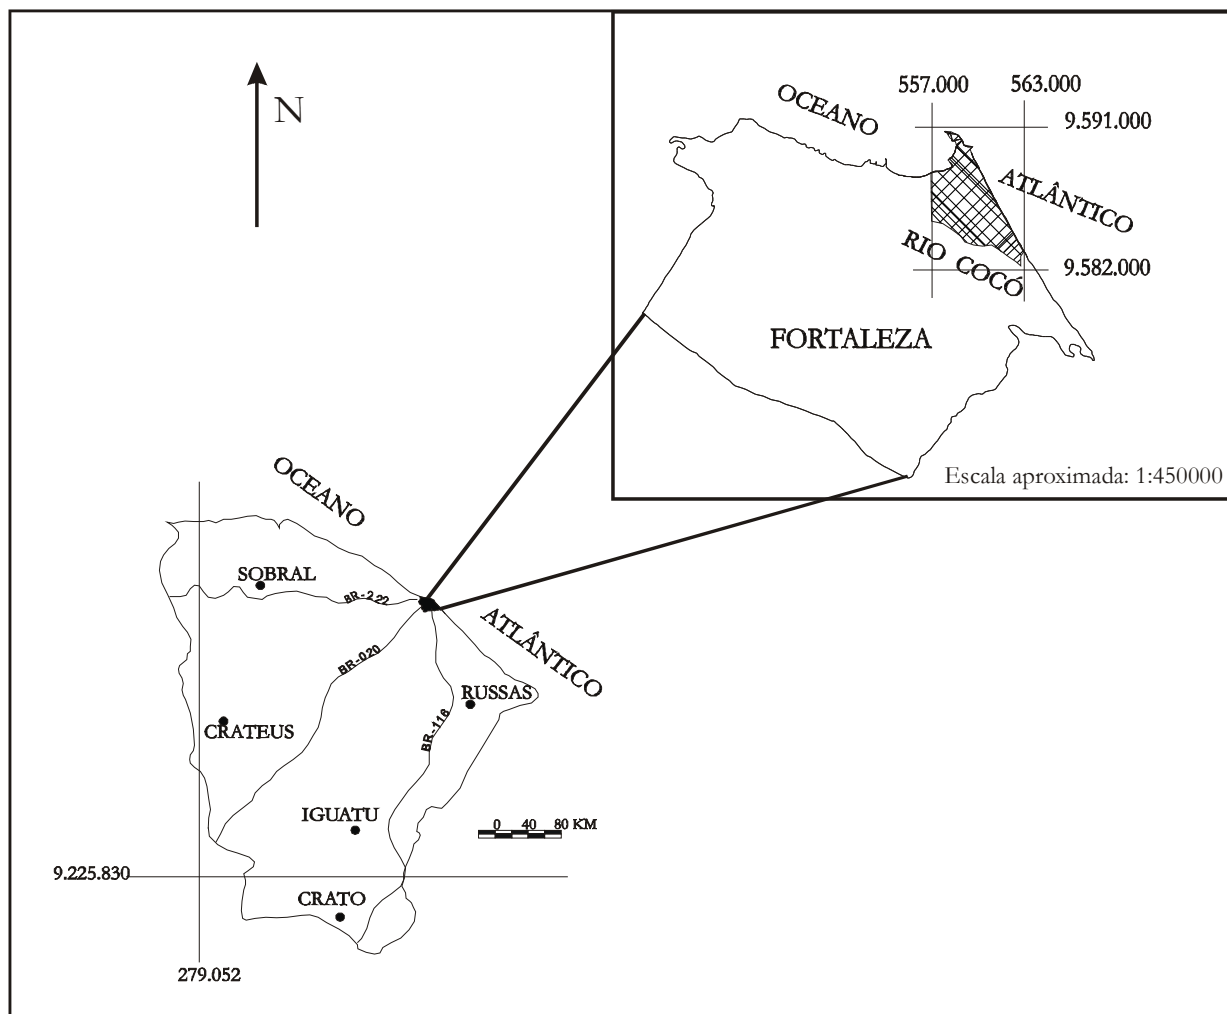 N
557.000
563.000
OCEANO
9.591.000
ATLÂNTICO
RIO COCÓ
9.582.000
FORTALEZA
Escala aproximada: 1:450000
OCEANO
SOBRAL
BR-222
ATLÂNTICO
BR-020
RUSSAS
CRATEUS
BR-116
IGUATU
0 40 80 KM
9.225.830
CRATO
279.052